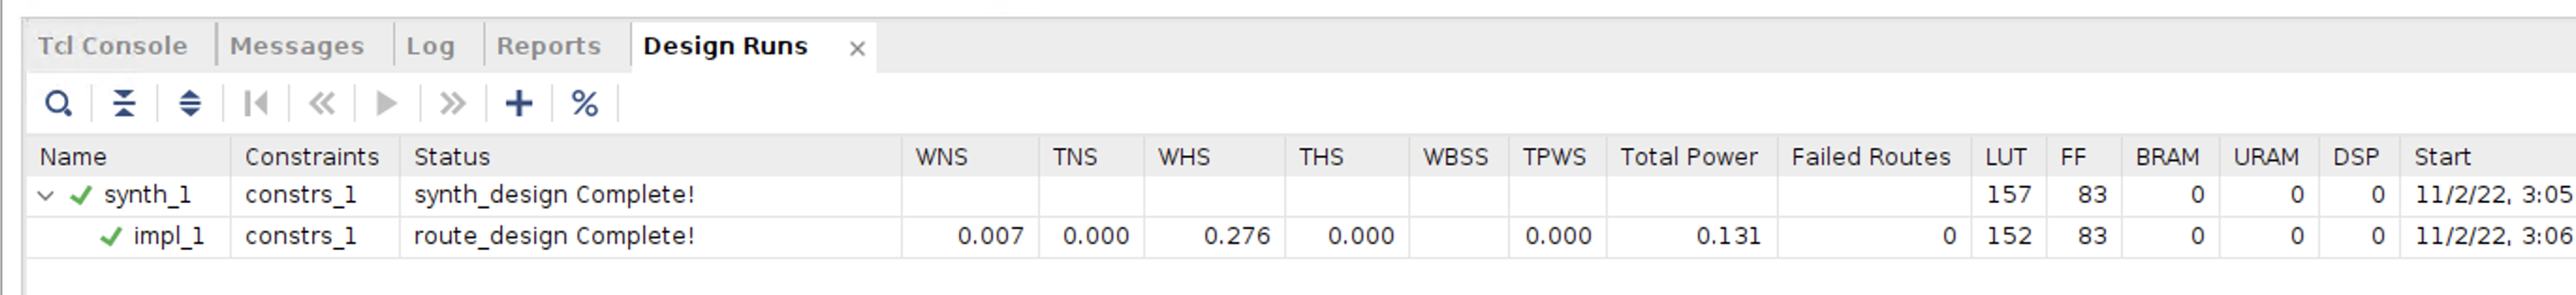 Tcl Console Messages Log Reports Design Runs ×
%
Name Constraints Status WNS TNS WHS THS WBSS TPWS Total Power Failed Routes LUT FF BRAM URAM DSP Start
synth_1 constrs_1 synth_design Complete! 157 83 0 0 0 11/2/22, 3:05
impl_1 constrs_1 route_design Complete! 0.007 0.000 0.276 0.000 0.000 0.131 0 152 83 0 0 0 11/2/22, 3:06